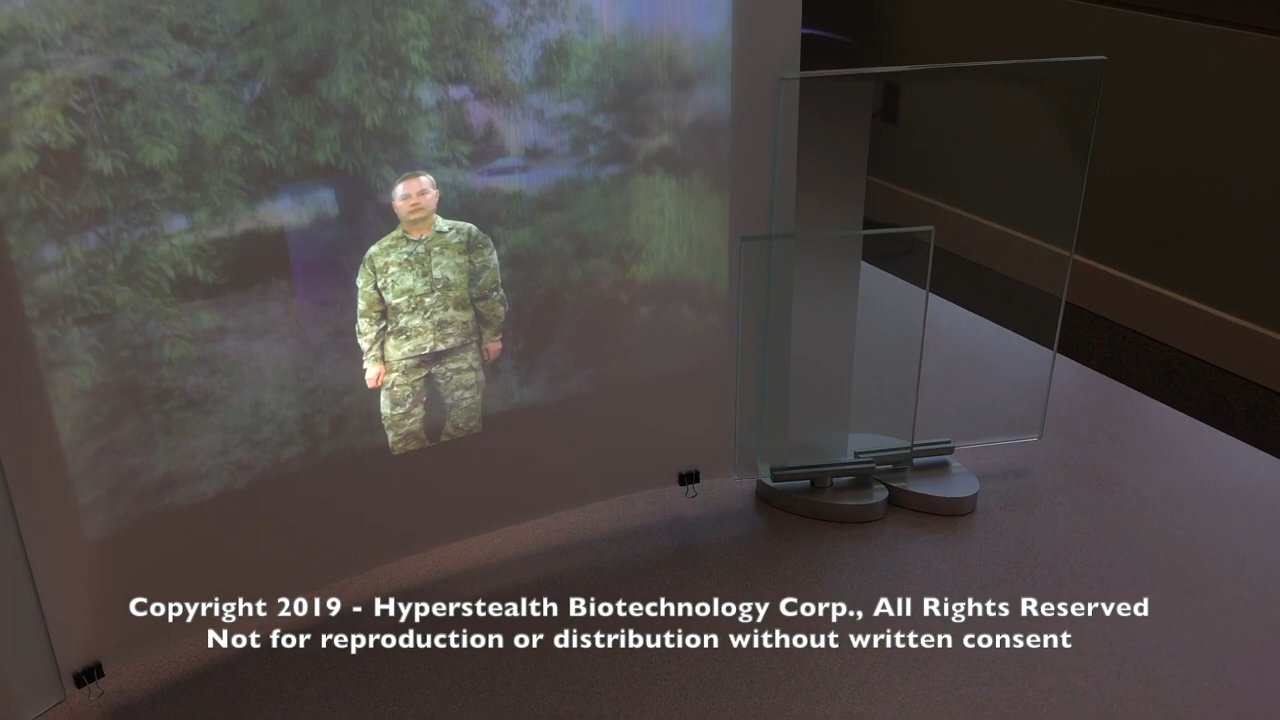 Copyright 2019 - Hyperstealth Biotechnology Corp., All Rights Reserved
Not for reproduction or distribution without written consent